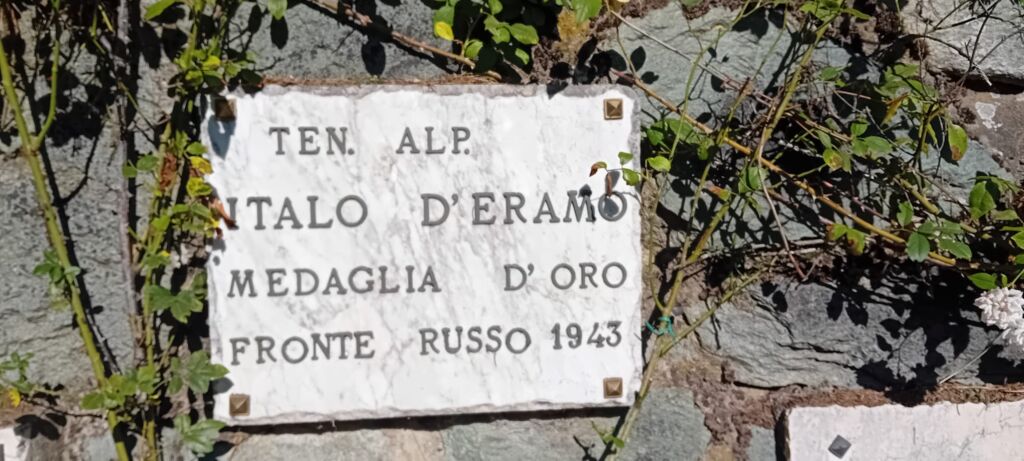 TEN. ALP.
ITALO D'ERAMO
MEDAGLIA D'ORO
FRONTE RUSSO 1943